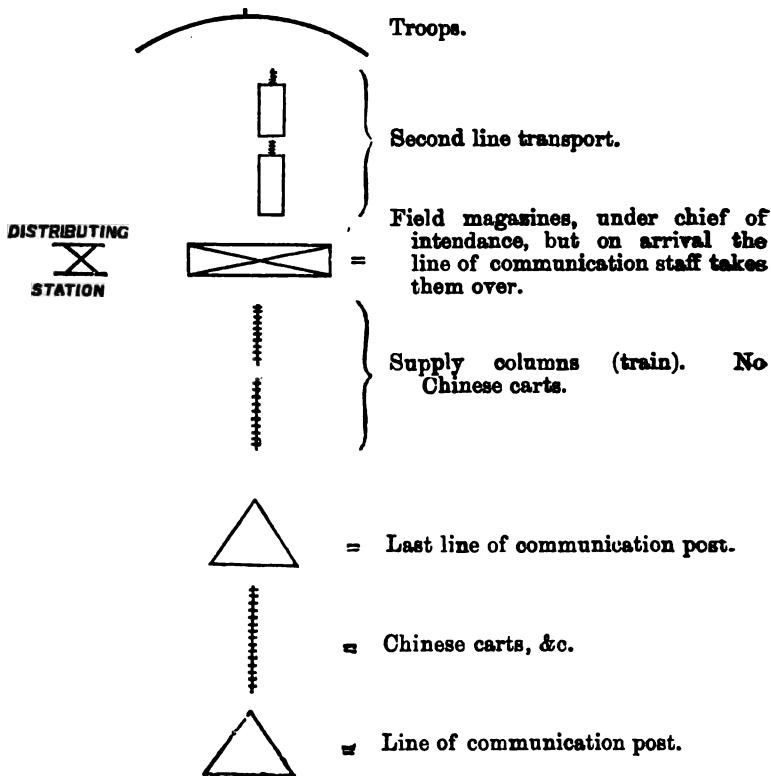 Troops.
Second line transport.
DISTRIBUTING
STATION
Field magazines, under chief of
intendance, but on arrival the
line of communication staff takes
them over.
=
Supply columns (train). No
Chinese carts.
= Last line of communication post.
= Chinese carts, &c.
= Line of communication post.